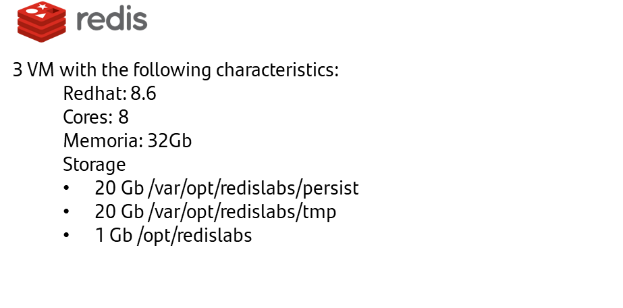 redis
3 VM with the following characteristics:
Redhat: 8.6
Cores: 8
Memoria: 32Gb
Storage
• 20 Gb /var/opt/redislabs/persist
• 20 Gb /var/opt/redislabs/tmp
• 1 Gb /opt/redislabs